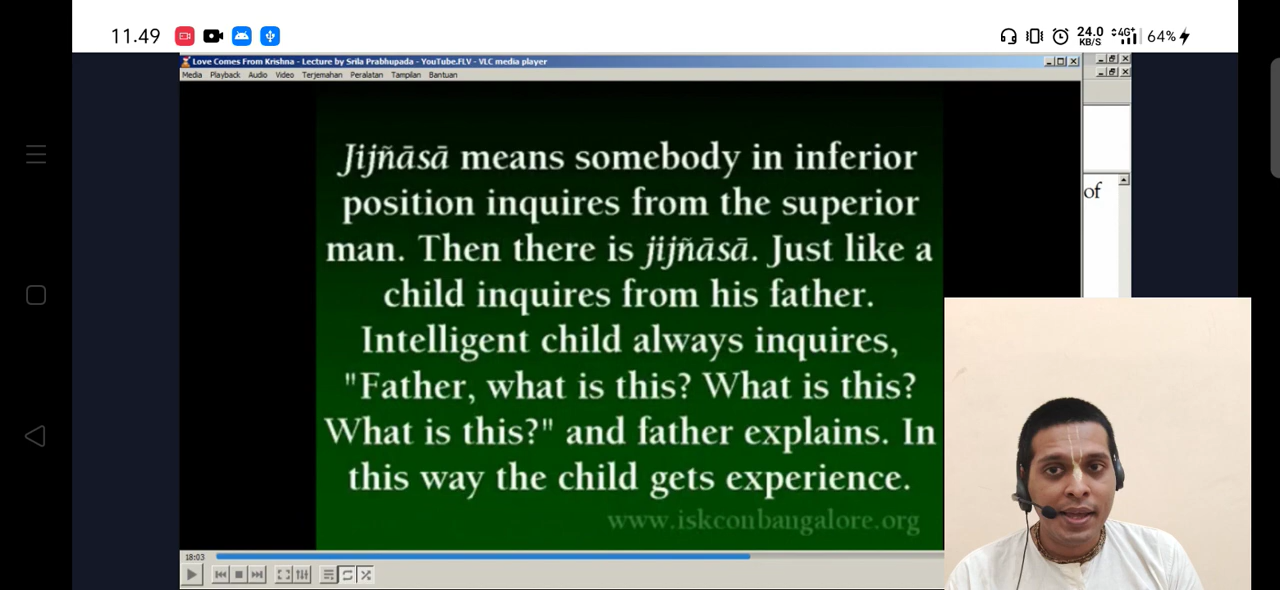 11.49
24.0
KB/S
4G+
64%
Love Comes From Krishna - Lecture by Srila Prabhupada - YouTube.FLV - VLC media player
Media Playback Audio Video Terjemahan Peralatan Tampilan Bantuan
Jijñāsā means somebody in inferior
position inquires from the superior
man. Then there is jijñāsā. Just like a
child inquires from his father.
Intelligent child always inquires,
"Father, what is this? What is this?
What is this?" and father explains. In
this way the child gets experience.
www.iskconbangalore.org
of
18:03